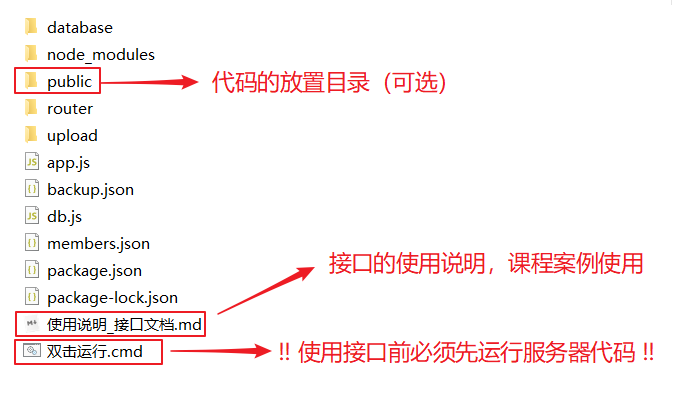 database
node_modules
public
代码的放置目录（可选）
router
upload
app.js
backup.json
db.js
members.json
package.json
接口的使用说明，课程案例使用
package-lock.json
使用说明_接口文档.md
双击运行.cmd
!! 使用接口前必须先运行服务器代码 !!